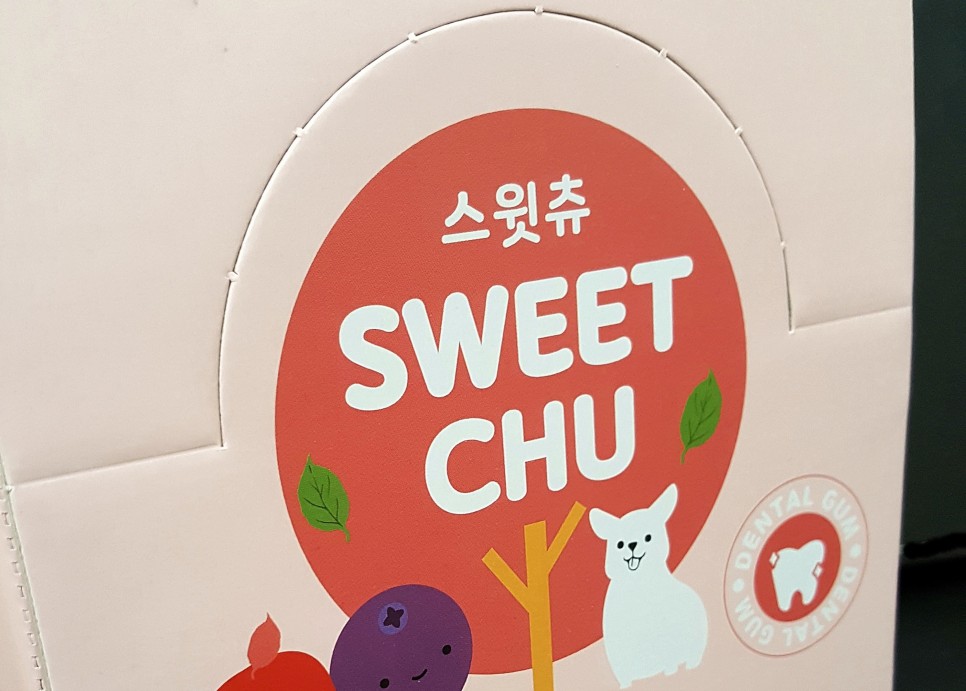 스윗츄
SWEET
CHU
DENTAL GUM • DENTAL GUM •